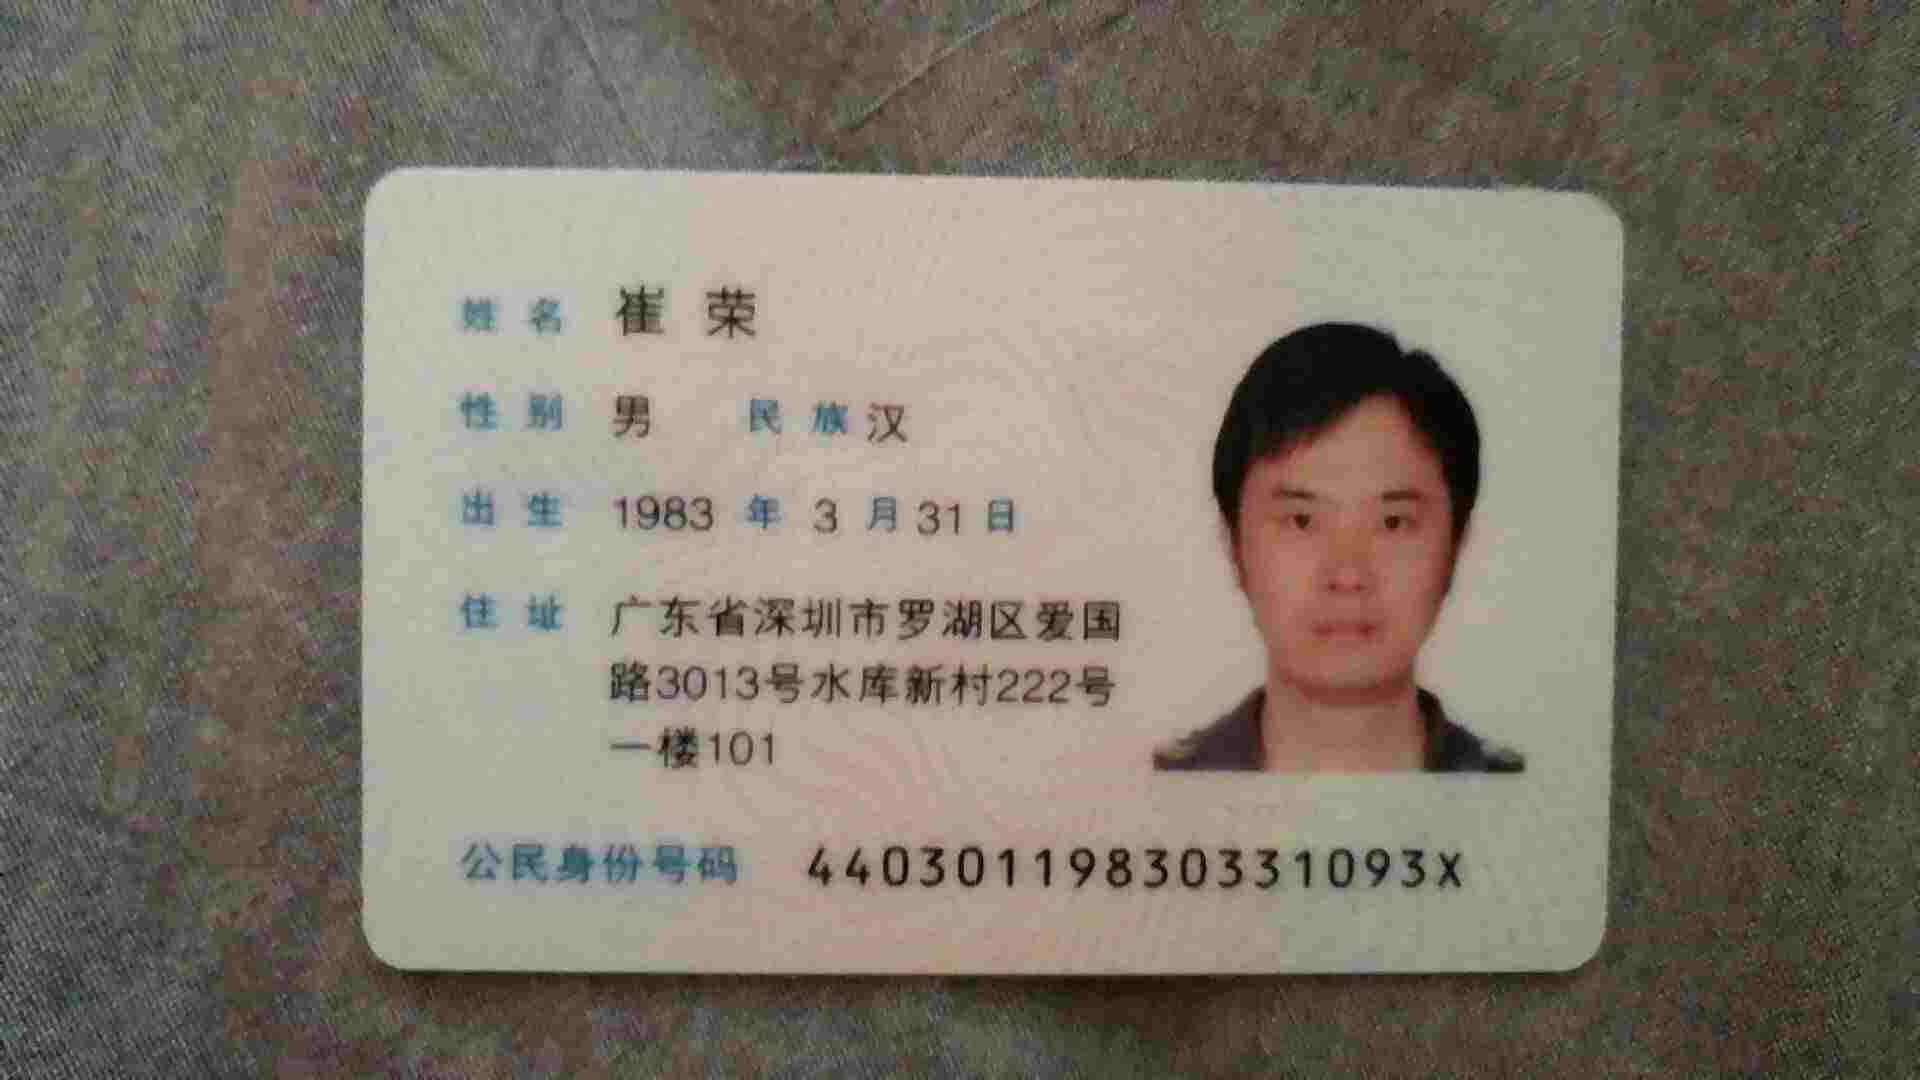 姓名 崔荣
性别 男 民族 汉
出生 1983 年 3 月 31 日
住址 广东省深圳市罗湖区爱国
路3013号水库新村222号
一楼101
公民身份号码 44030119830331093X